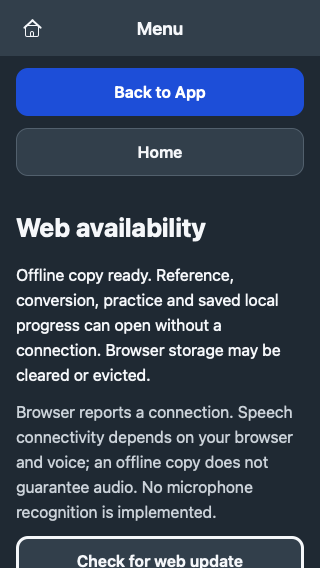 Menu
Back to App
Home
Web availability
Offline copy ready. Reference,
conversion, practice and saved local
progress can open without a
connection. Browser storage may be
cleared or evicted.
Browser reports a connection. Speech
connectivity depends on your browser
and voice; an offline copy does not
guarantee audio. No microphone
recognition is implemented.
Check for web update